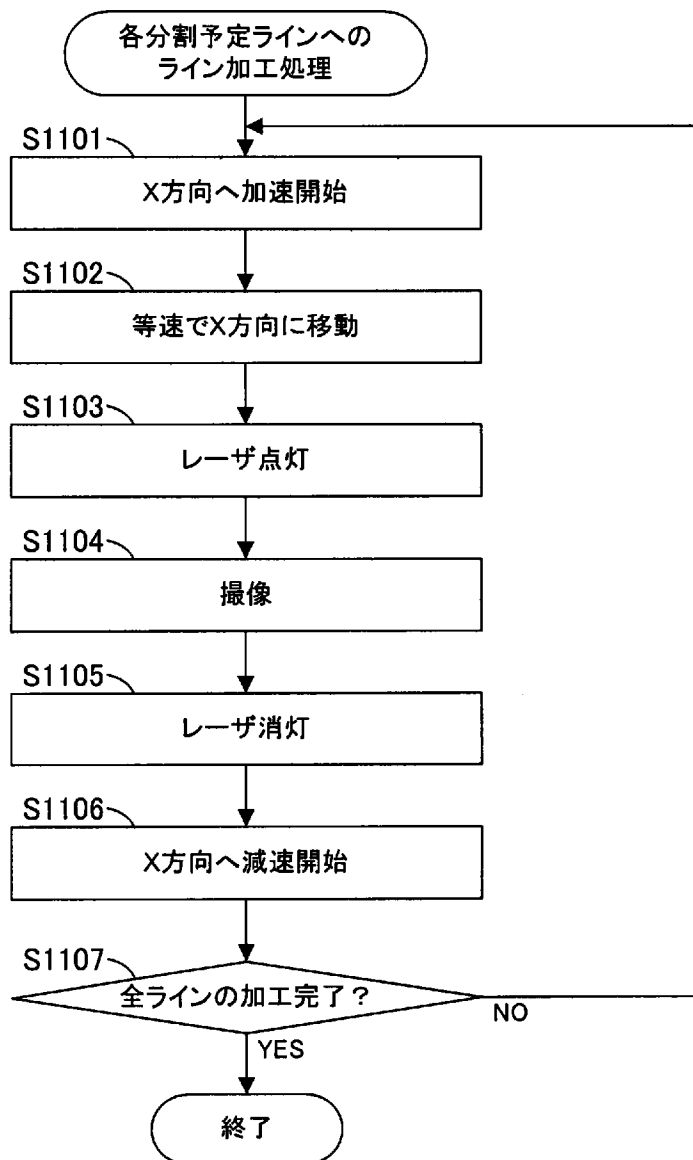 各分割予定ラインへの
ライン加工処理
S1101
X方向へ加速開始
S1102
等速でX方向に移動
S1103
レーザ点灯
S1104
撮像
S1105
レーザ消灯
S1106
X方向へ減速開始
S1107
全ラインの加工完了?
NO
YES
終了